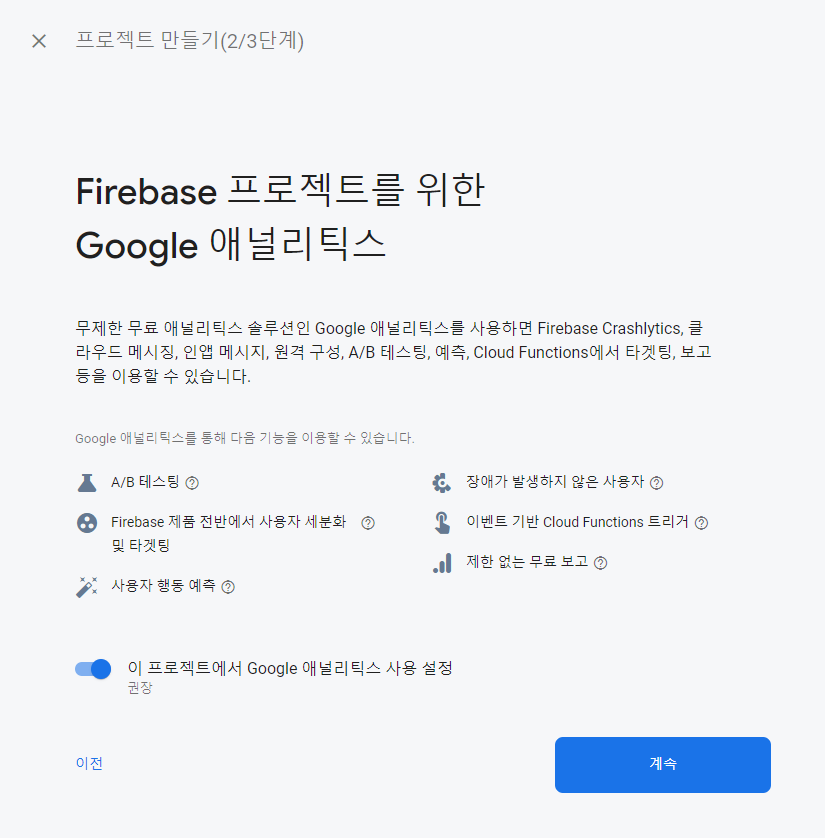 프로젝트 만들기(2/3단계)
Firebase 프로젝트를 위한
Google 애널리틱스
무제한 무료 애널리틱스 솔루션인 Google 애널리틱스를 사용하면 Firebase Crashlytics, 클
라우드 메시징, 인앱 메시지, 원격 구성, A/B 테스팅, 예측, Cloud Functions에서 타겟팅, 보고
등을 이용할 수 있습니다.
Google 애널리틱스를 통해 다음 기능을 이용할 수 있습니다.
A/B 테스팅
Firebase 제품 전반에서 사용자 세분화
및 타겟팅
사용자 행동 예측
장애가 발생하지 않은 사용자
이벤트 기반 Cloud Functions 트리거
제한 없는 무료 보고
이 프로젝트에서 Google 애널리틱스 사용 설정
권장
이전
계속